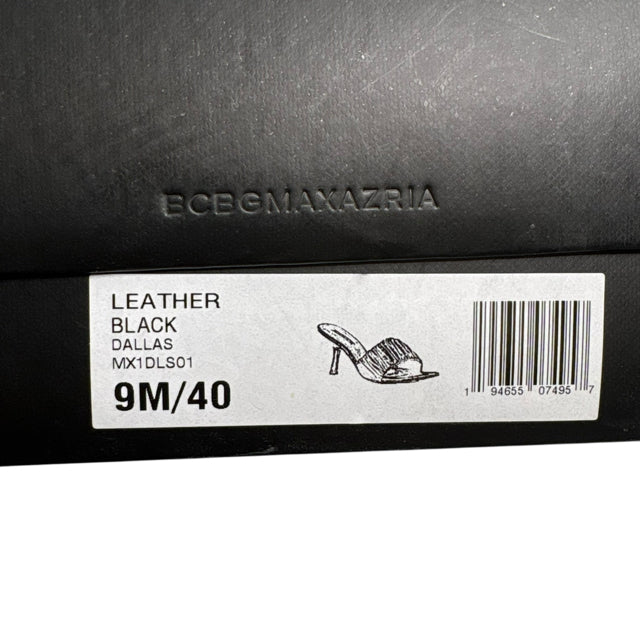 BCBGMAXAZRIA
LEATHER
BLACK
DALLAS
MX1DLS01
9M/40
1 94655 07495 7